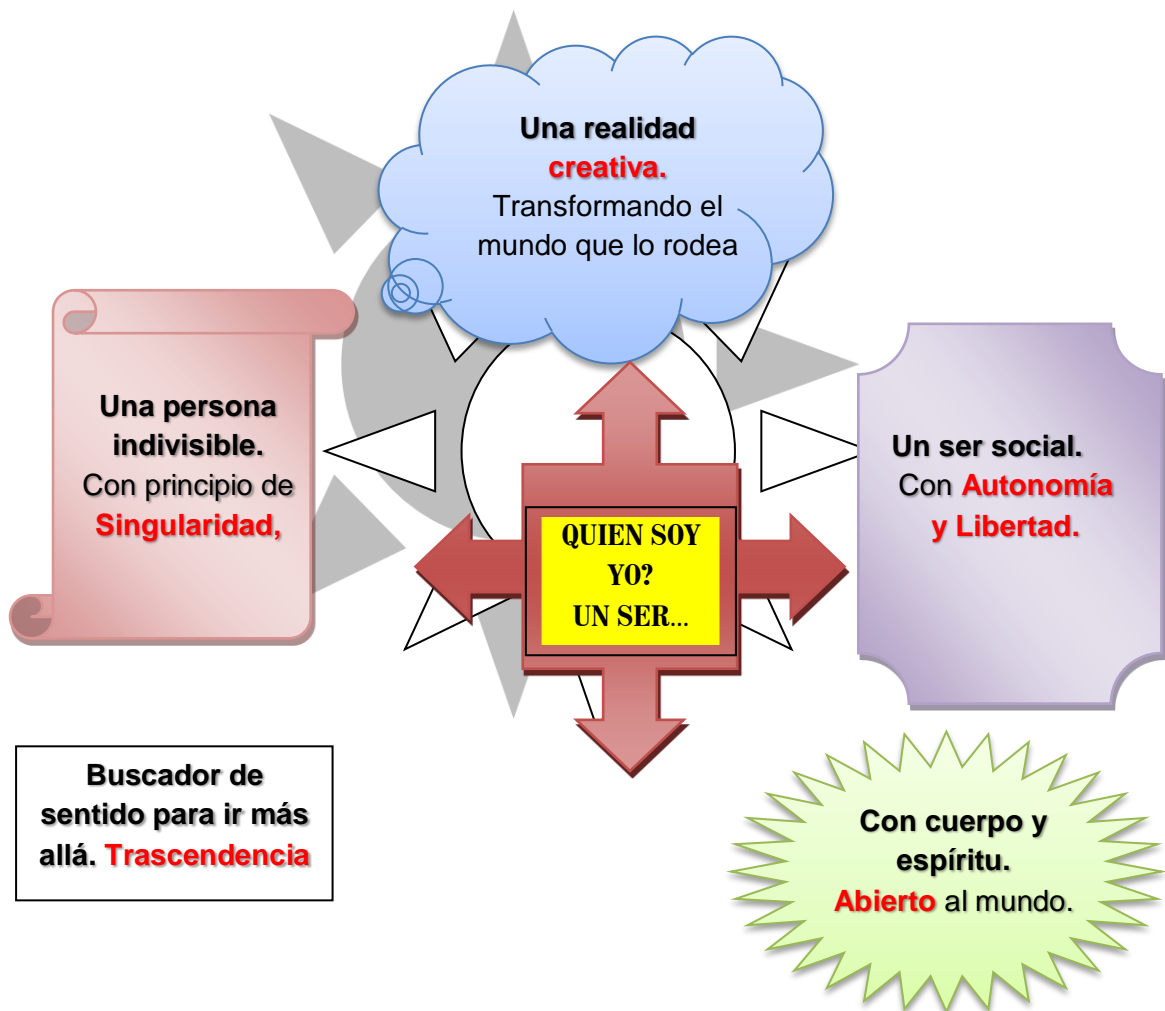 Una realidad
creativa.
Transformando el
mundo que lo rodea
Una persona
indivisible.
Con principio de
Singularidad,
Un ser social.
Con Autonomía
y Libertad.
QUIEN SOY
YO?
UN SER...
Buscador de
sentido para ir más
allá. Trascendencia
Con cuerpo y
espíritu.
Abierto al mundo.